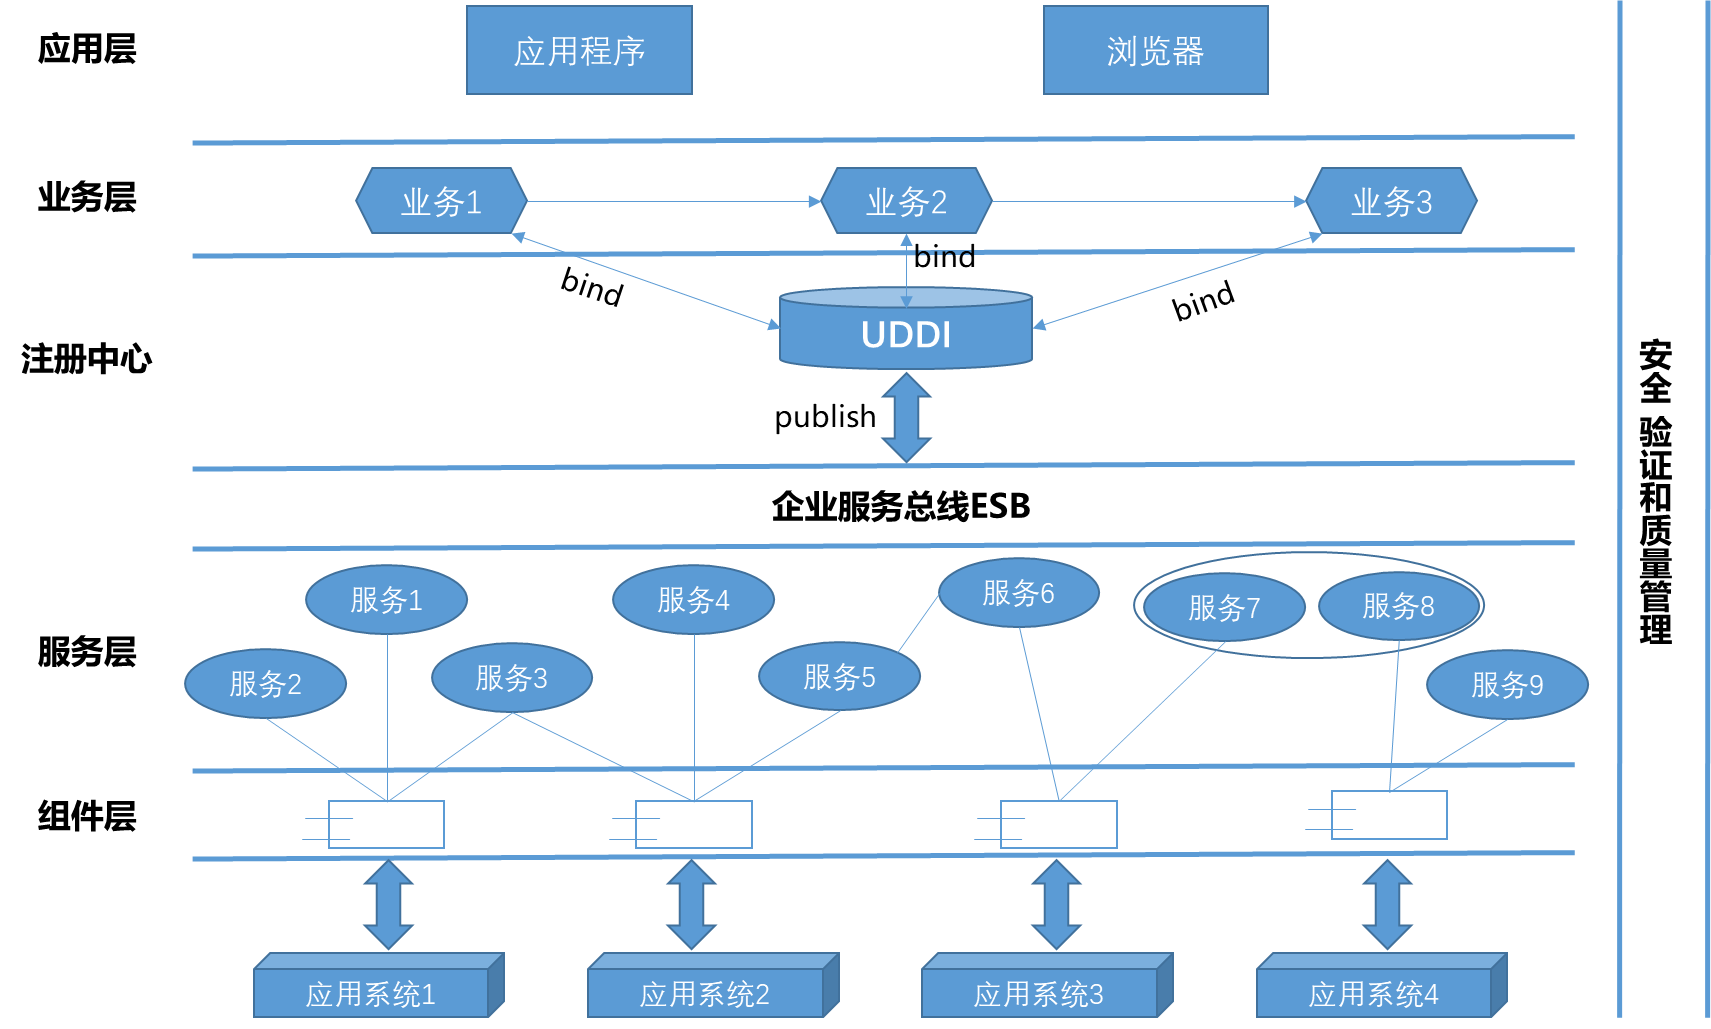 应用层
应用程序
浏览器
业务层
业务1
业务2
业务3
bind
bind
bind
注册中心
UDDI
publish
企业服务总线ESB
服务层
服务1
服务4
服务6
服务7
服务8
服务2
服务3
服务5
服务9
组件层
应用系统1
应用系统2
应用系统3
应用系统4
安全 验证和质量管理